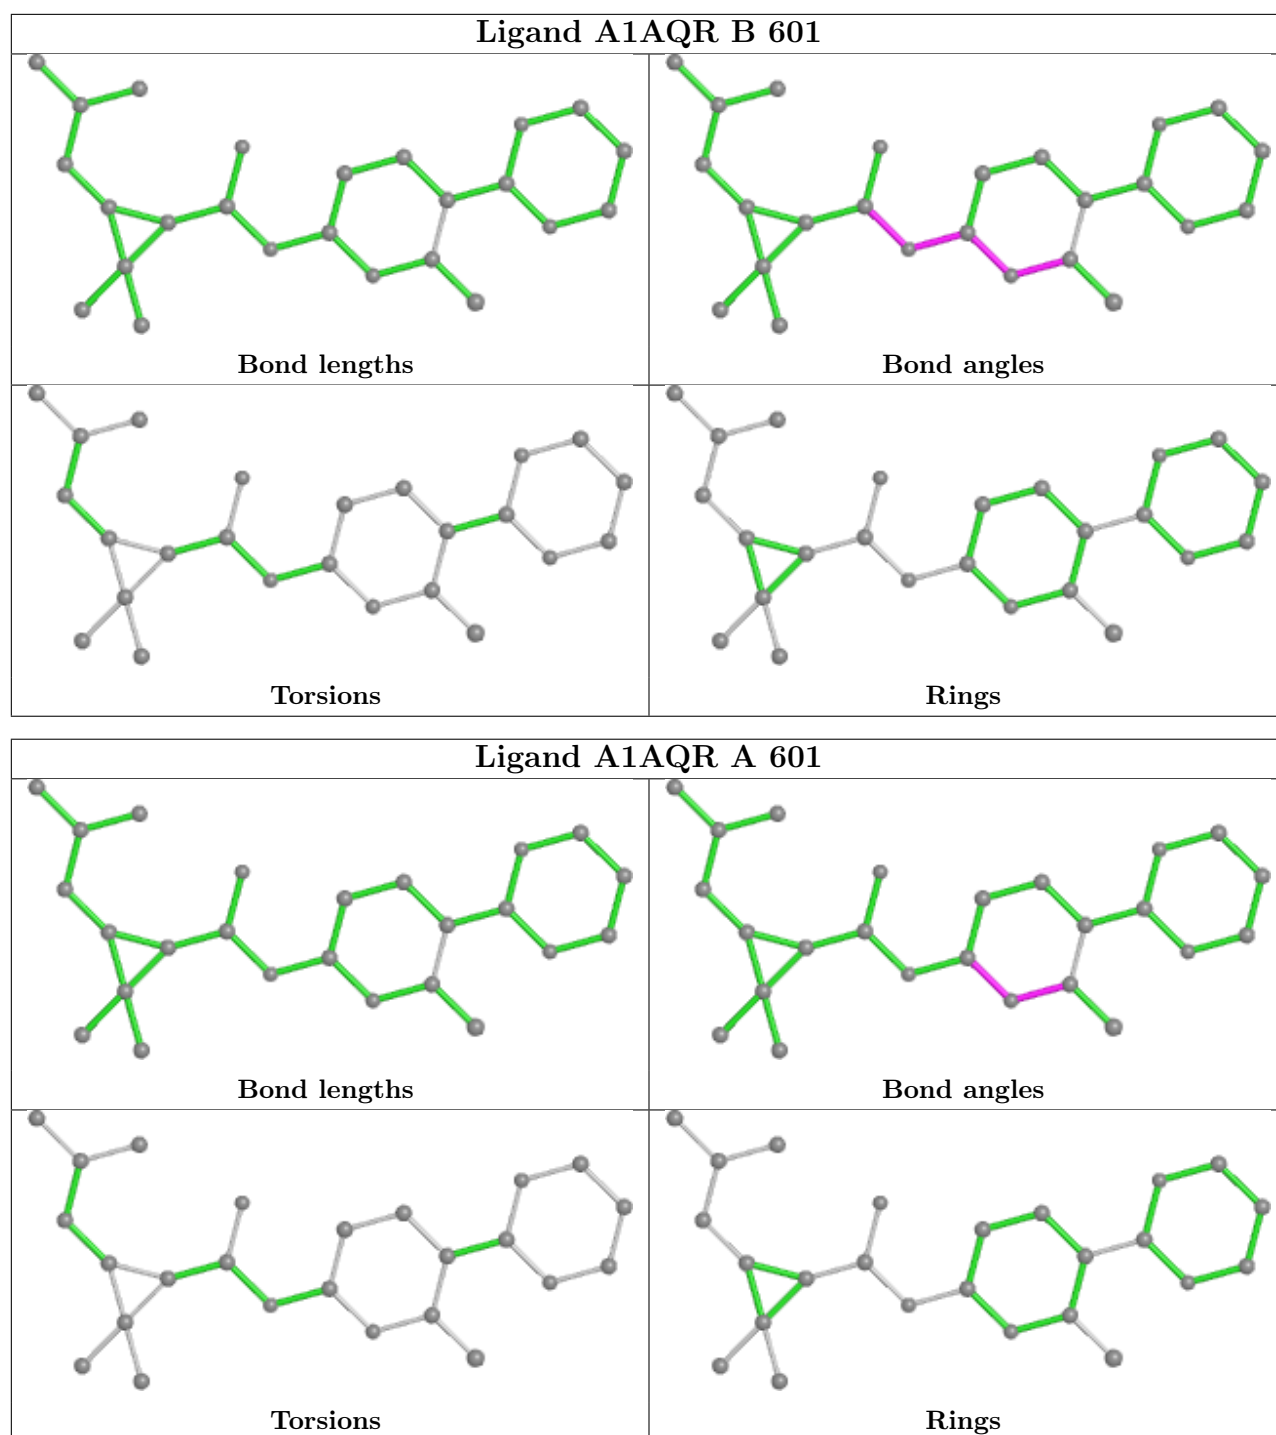 Ligand A1AQR B 601
Bond lengths
Bond angles
Torsions
Rings
Ligand A1AQR A 601
Bond lengths
Bond angles
Torsions
Rings